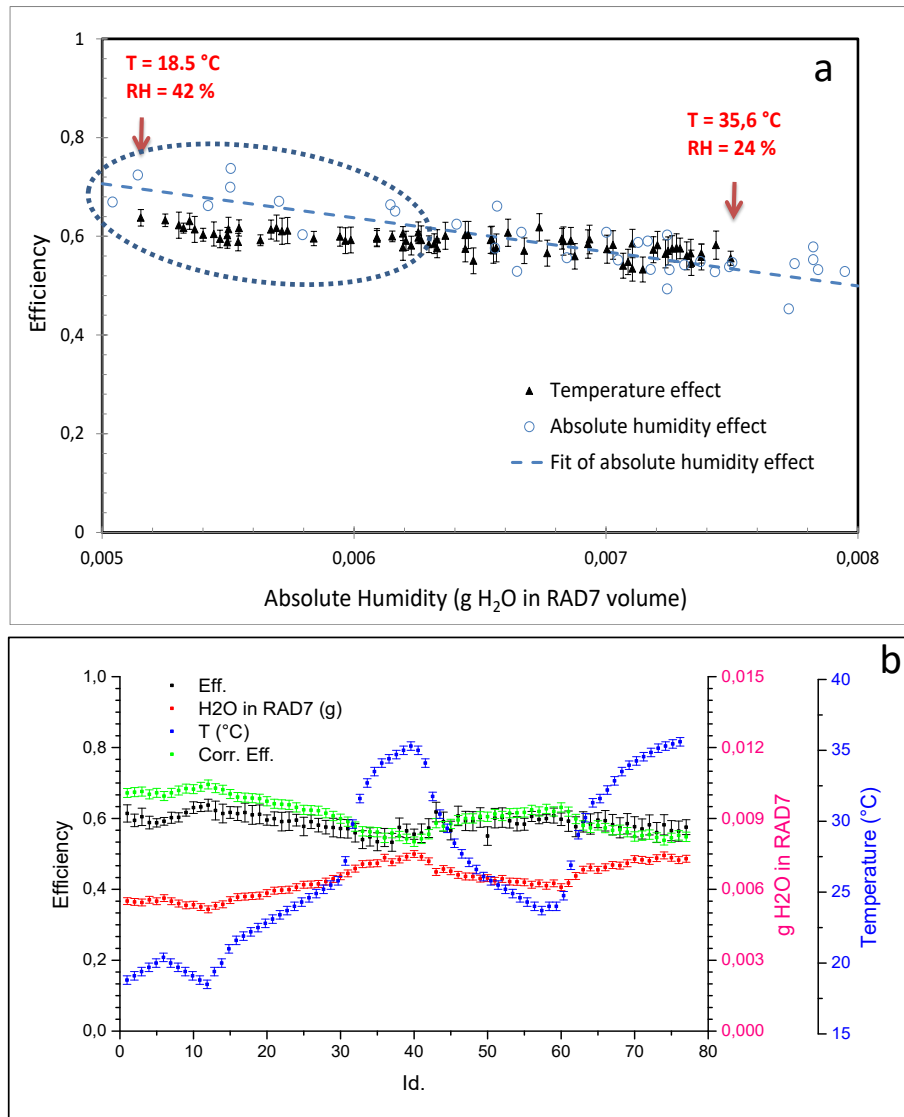 a
T = 18.5 °C
RH = 42 %
T = 35,6 °C
RH = 24 %
1
0,8
0,6
0,4
0,2
0
Efficiency
Temperature effect
Absolute humidity effect
Fit of absolute humidity effect
0,005 0,006 0,007 0,008
Absolute Humidity (g H₂O in RAD7 volume)
b
Eff.
H2O in RAD7 (g)
T (°C)
Corr. Eff.
1,0
0,8
0,6
0,4
0,2
0,0
Efficiency
0,015
0,012
0,009
0,006
0,003
0,000
g H2O in RAD7
40
35
30
25
20
15
Temperature (°C)
0 10 20 30 40 50 60 70 80
Id.